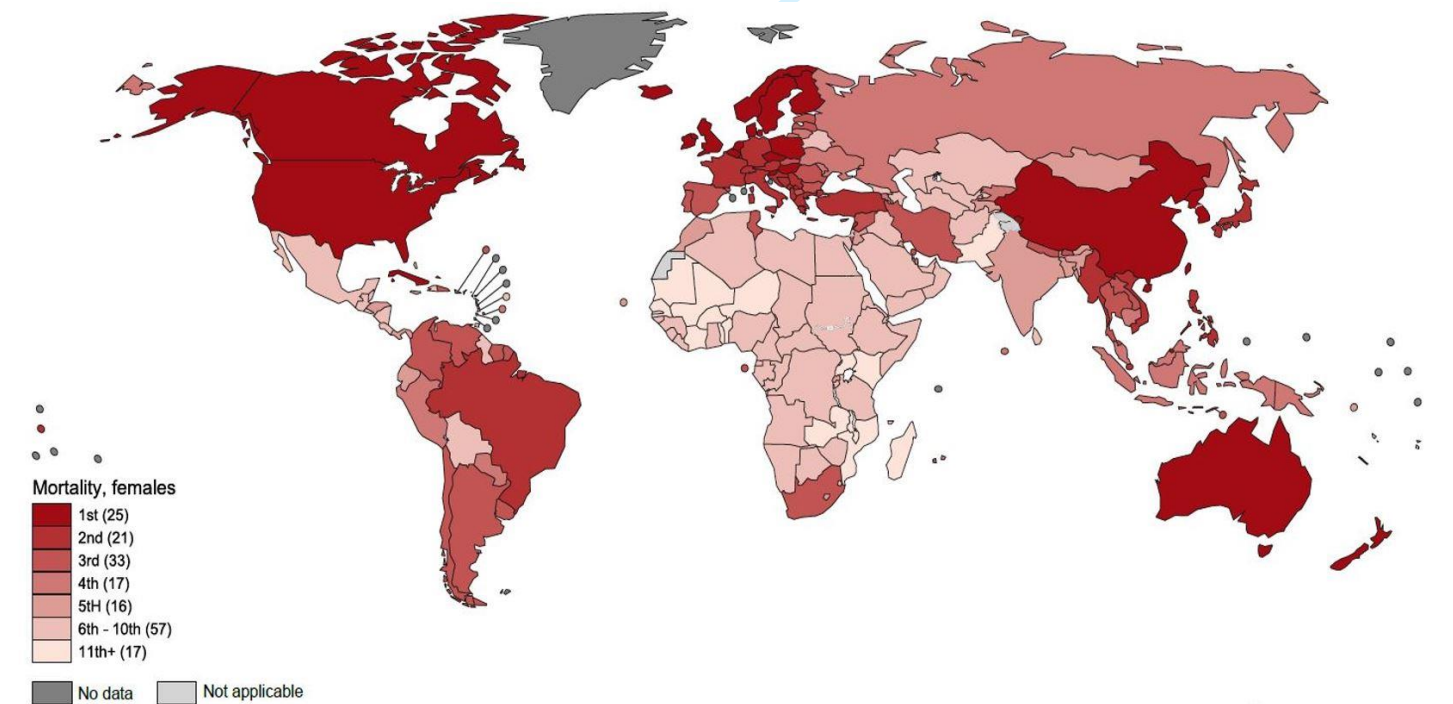 Mortality, females
1st (25)
2nd (21)
3rd (33)
4th (17)
5tH (16)
6th - 10th (57)
11th+ (17)
No data
Not applicable